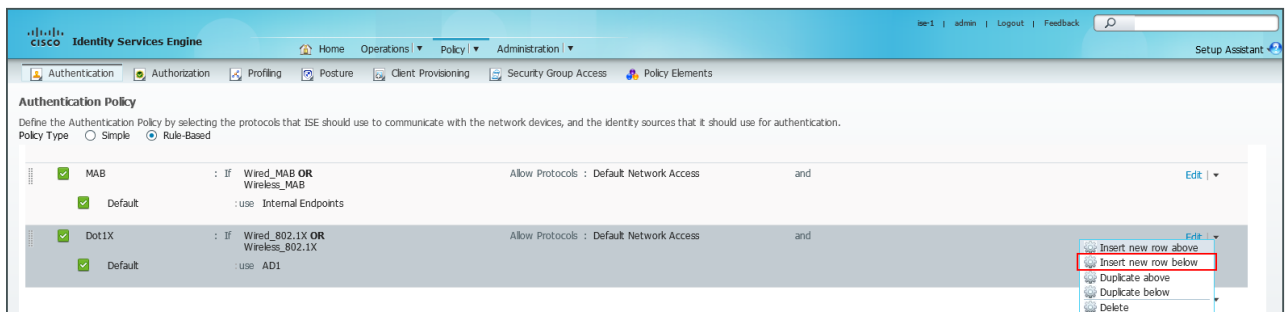 ise-1 | admin | Logout | Feedback
CISCO Identity Services Engine
Home Operations | Policy | Administration |
Setup Assistant
Authentication Authorization Profiling Posture Client Provisioning Security Group Access Policy Elements
Authentication Policy
Define the Authentication Policy by selecting the protocols that ISE should use to communicate with the network devices, and the identity sources that it should use for authentication.
Policy Type Simple Rule-Based
MAB : If Wired_MAB OR Allow Protocols : Default Network Access and Edit |
Wireless_MAB
Default : use Internal Endpoints
Dot1X : If Wired_802.1X OR Allow Protocols : Default Network Access and Edit |
Wireless_802.1X
Default : use AD1
Insert new row above
Insert new row below
Duplicate above
Duplicate below
Delete